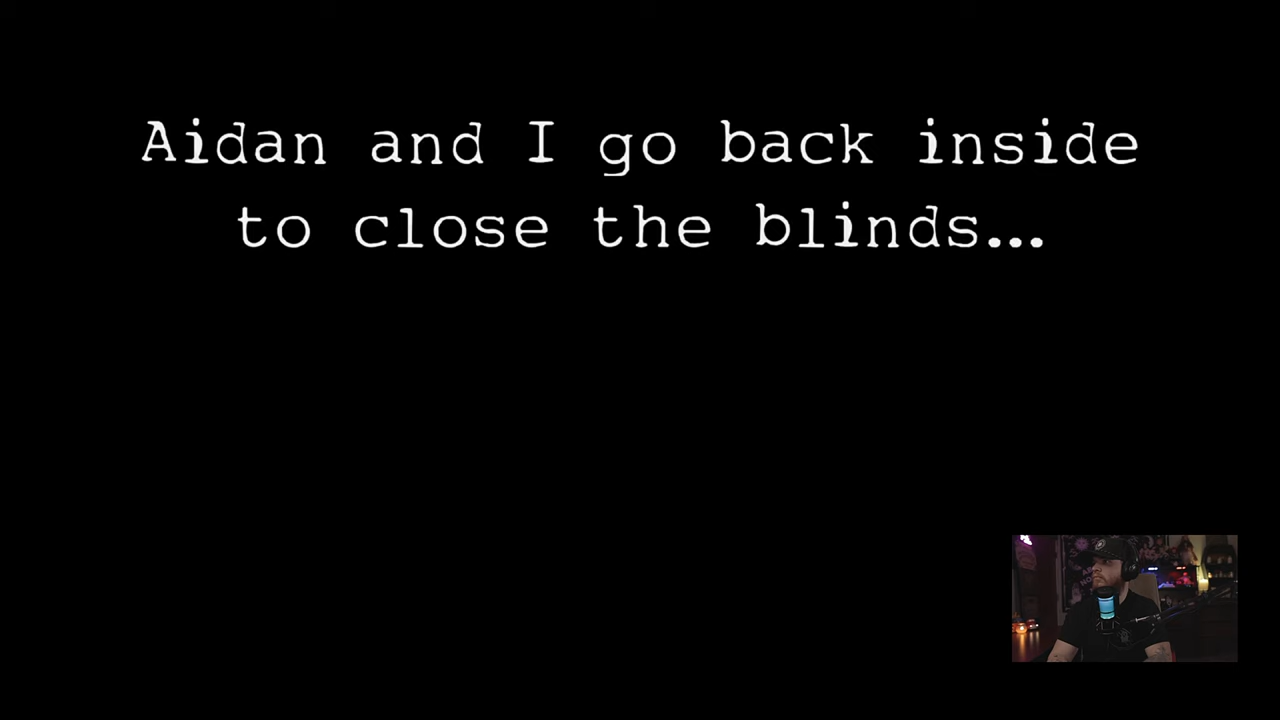 Aidan and I go back inside
to close the blinds...